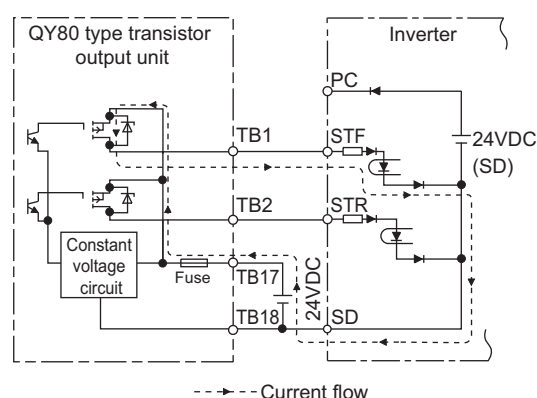 QY80 type transistor
output unit
Inverter
PC
TB1
STF
24VDC
(SD)
TB2
STR
Constant
voltage
circuit
Fuse
TB17
24VDC
TB18
SD
Current flow